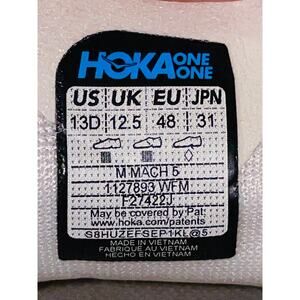 HOKA ONE ONE
US UK EU JPN
13D 12.5 48 31
M MACH 5
1127893 WFM
F27422J
May be covered by Pat:
www.hoka.com/patents
S8HUZEFSEP1KL@5
MADE IN VIETNAM
FABRIQUÉ AU VIETNAM
HECHO EN VIETNAM